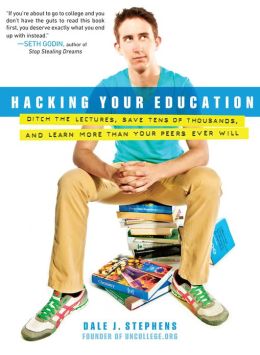 "If you're about to go to college and you
don't have the guts to read this book
first, you deserve exactly what you end
up with instead."
—SETH GODIN, author of
Stop Stealing Dreams
HACKING YOUR EDUCATION
DITCH THE LECTURES, SAVE TENS OF THOUSANDS,
AND LEARN MORE THAN YOUR PEERS EVER WILL
DALE J. STEPHENS
FOUNDER OF UNCOLLEGE.ORG